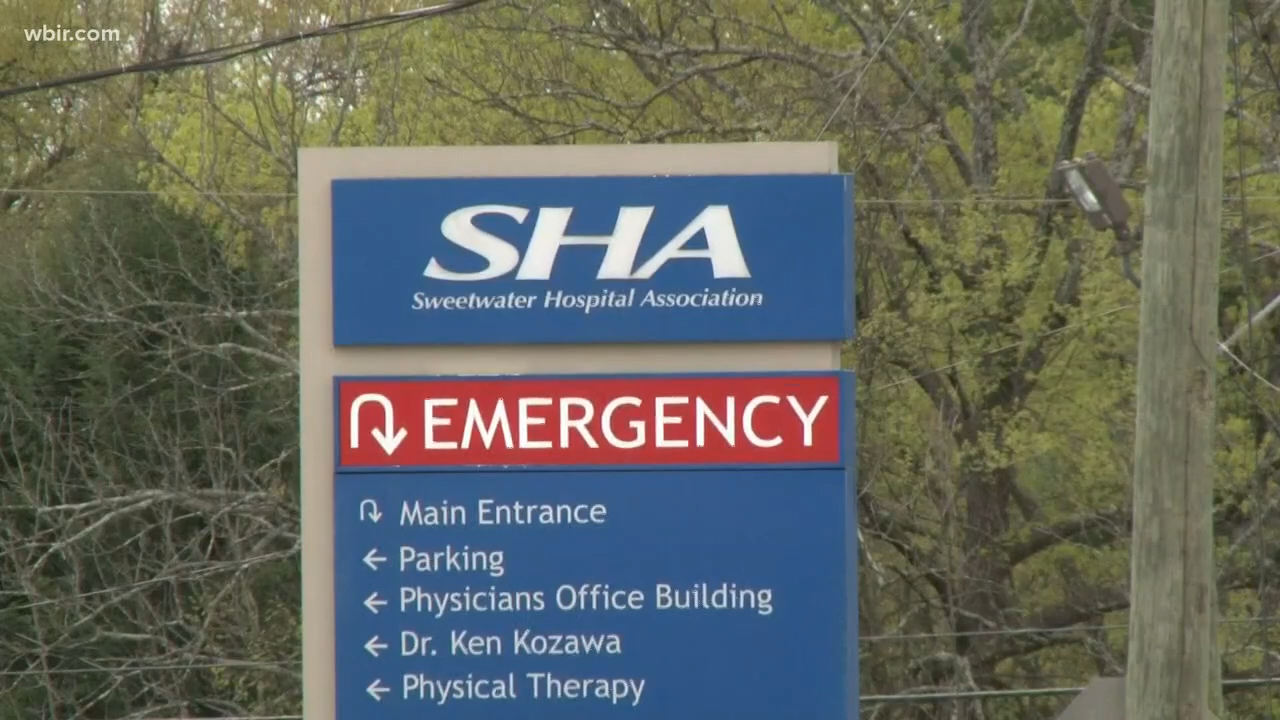 wbir.com
SHA
Sweetwater Hospital Association
EMERGENCY
Main Entrance
Parking
Physicians Office Building
Dr. Ken Kozawa
Physical Therapy